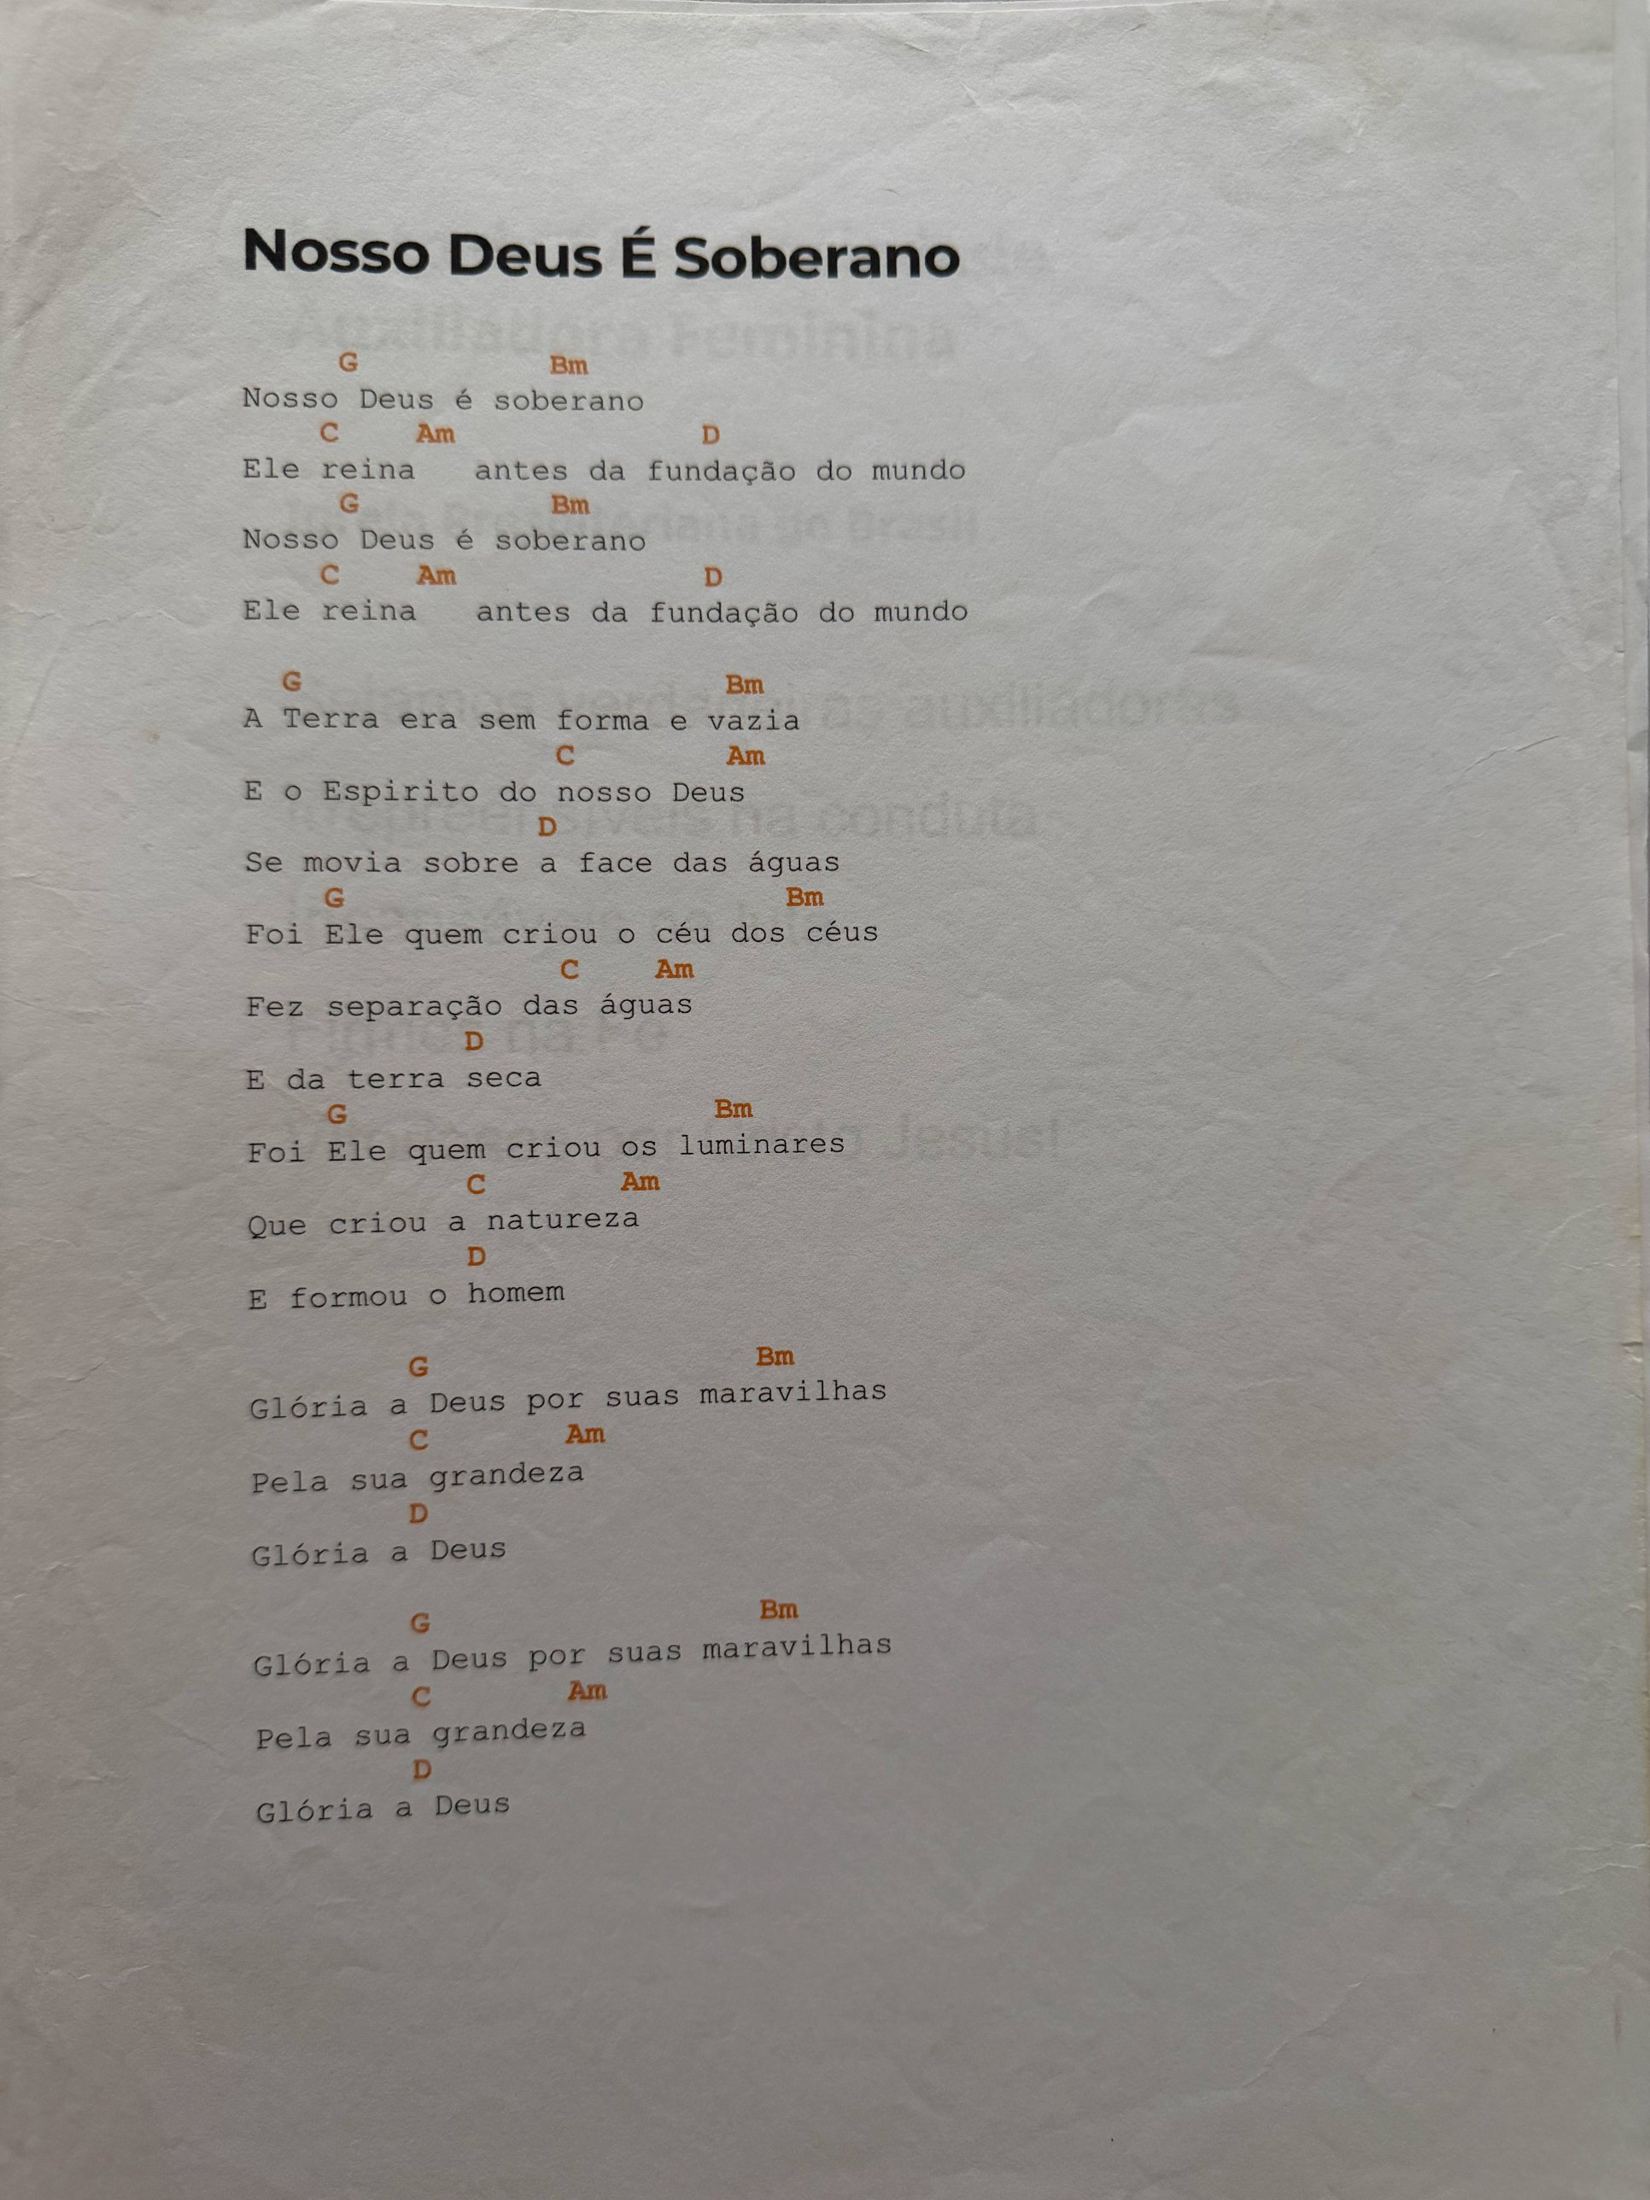 Nosso Deus É Soberano
G Bm
Nosso Deus é soberano
C Am D
Ele reina antes da fundação do mundo
G Bm
Nosso Deus é soberano
C Am D
Ele reina antes da fundação do mundo
G Bm
A Terra era sem forma e vazia
C Am
E o Espirito do nosso Deus
D
Se movia sobre a face das águas
G Bm
Foi Ele quem criou o céu dos céus
C Am
Fez separação das águas
D
E da terra seca
G Bm
Foi Ele quem criou os luminares
C Am
Que criou a natureza
D
E formou o homem
G Bm
Glória a Deus por suas maravilhas
C Am
Pela sua grandeza
D
Glória a Deus
G Bm
Glória a Deus por suas maravilhas
C Am
Pela sua grandeza
D
Glória a Deus